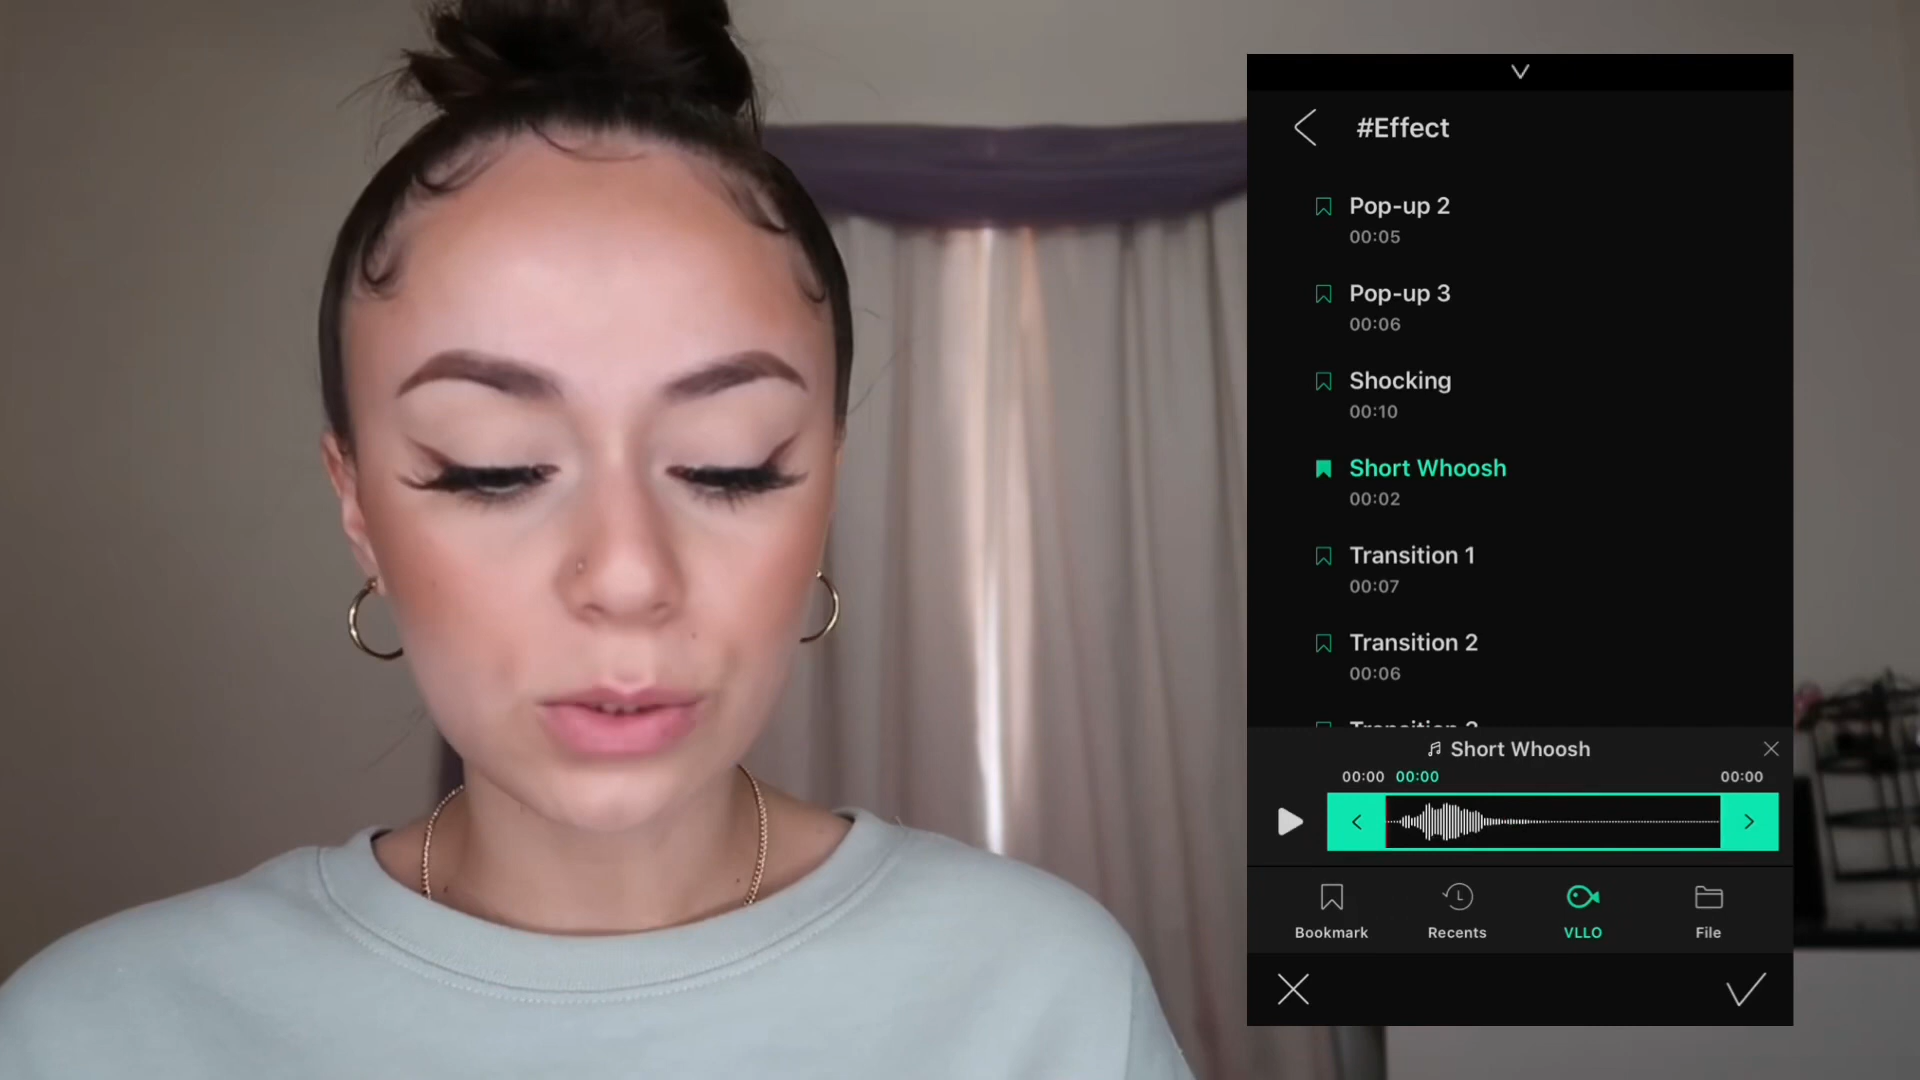 #Effect
Pop-up 2
00:05
Pop-up 3
00:06
Shocking
00:10
Short Whoosh
00:02
Transition 1
00:07
Transition 2
00:06
Short Whoosh
00:00 00:00 00:00
Bookmark Recents VLLO File